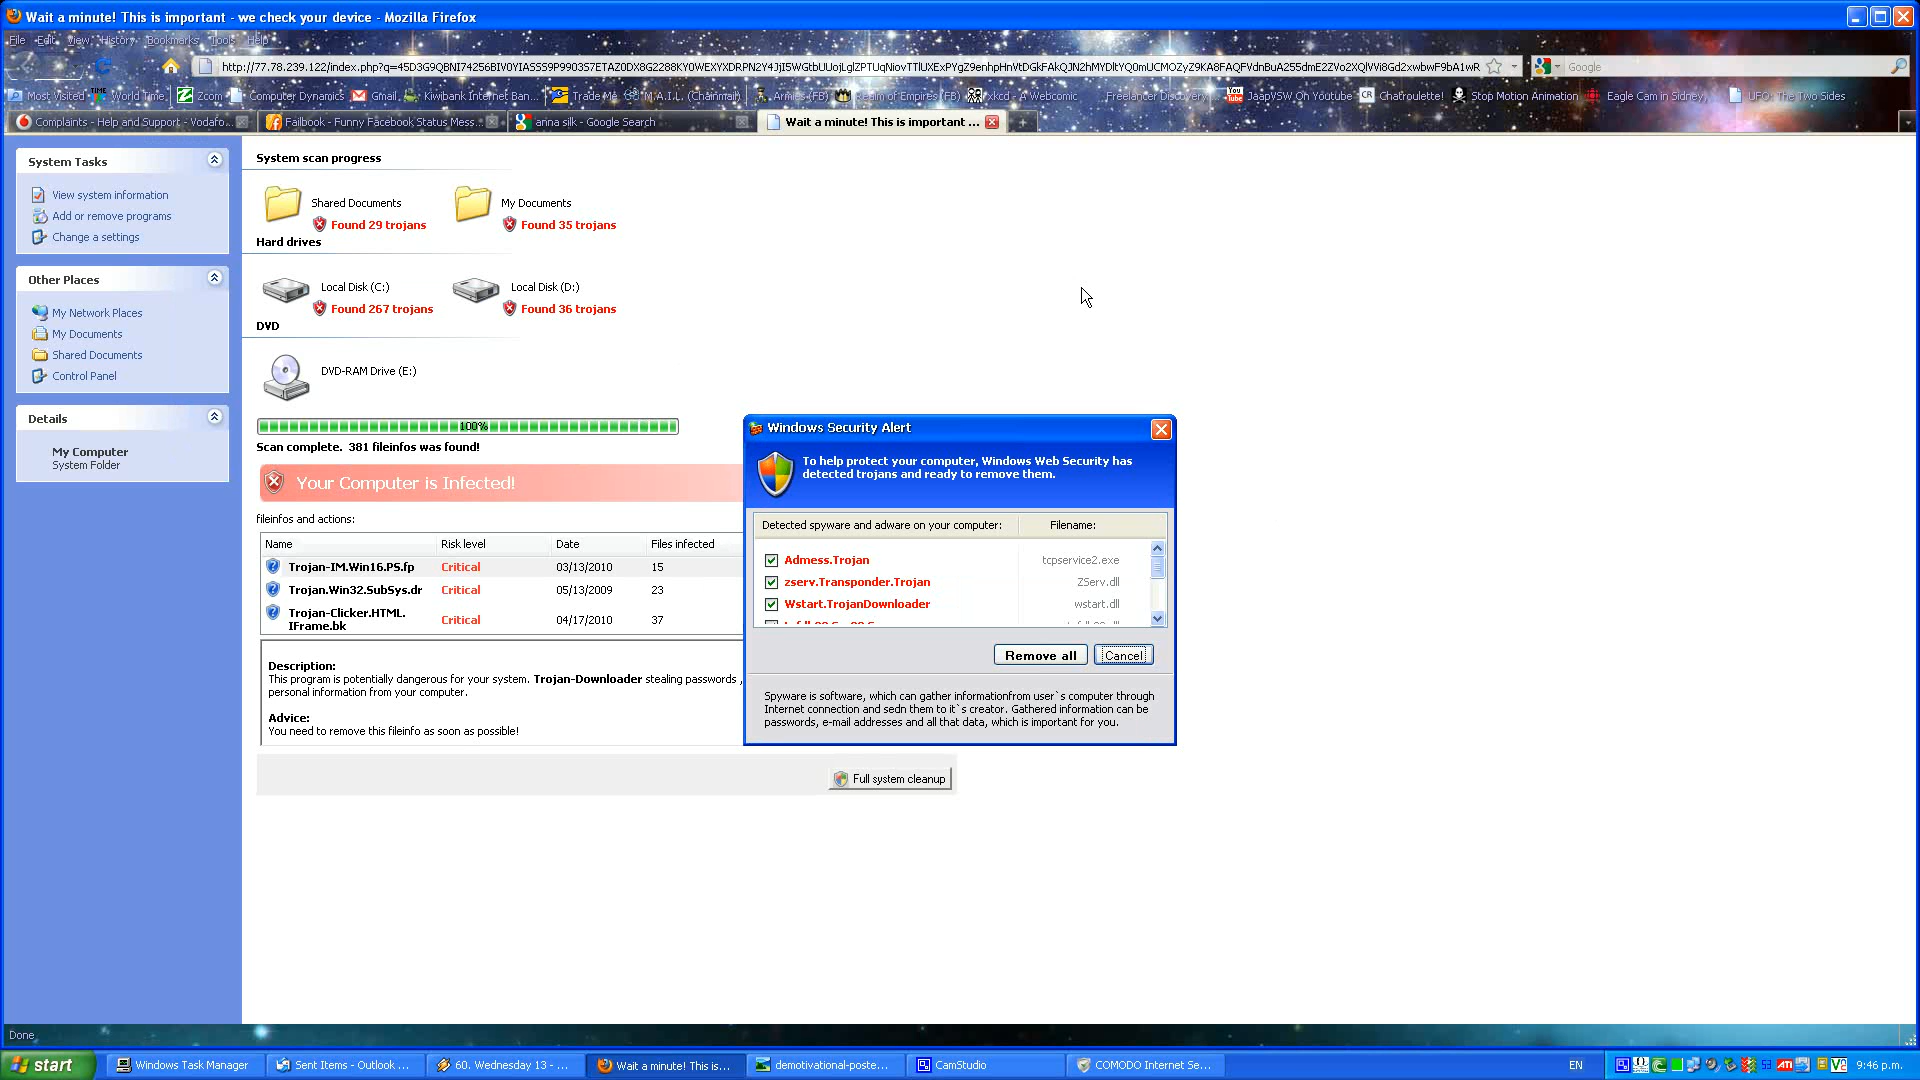 Wait a minute! This is important - we check your device - Mozilla Firefox
File Edit View History Bookmarks Tools Help
Google
Most Visited World Time Zcom Computer Dynamics Gmail Kiwibank Internet Ban... Trade Me M.A.I.L. (Chainmail) Armies (FB) Realm of Empires (FB) xkcd - A Webcomic Freelancer Discovery... JaapVSW On Youtube Chatroulette! Stop Motion Animation Eagle Cam in Sidney, UFO: The Two Sides
Complaints - Help and Support - Vodafo... Failbook - Funny Facebook Status Mess... anna silk - Google Search Wait a minute! This is important ...
System Tasks
View system information
Add or remove programs
Change a settings
Other Places
My Network Places
My Documents
Shared Documents
Control Panel
Details
My Computer
System Folder
System scan progress
Shared Documents
Found 29 trojans
My Documents
Found 35 trojans
Hard drives
Local Disk (C:)
Found 267 trojans
Local Disk (D:)
Found 36 trojans
DVD
DVD-RAM Drive (E:)
100%
Scan complete. 381 fileinfos was found!
Your Computer is Infected!
fileinfos and actions:
Name Risk level Date Files infected
Trojan-IM.Win16.PS.fp Critical 03/13/2010 15
Trojan.Win32.SubSys.dr Critical 05/13/2009 23
Trojan-Clicker.HTML.
IFrame.bk Critical 04/17/2010 37
Description:
This program is potentially dangerous for your system. Trojan-Downloader stealing passwords ,
personal information from your computer.
Advice:
You need to remove this fileinfo as soon as possible!
Full system cleanup
Windows Security Alert
To help protect your computer, Windows Web Security has
detected trojans and ready to remove them.
Detected spyware and adware on your computer: Filename:
Admess.Trojan tcpservice2.exe
zserv.Transponder.Trojan ZServ.dll
Wstart.TrojanDownloader wstart.dll
Remove all Cancel
Spyware is software, which can gather informationfrom user`s computer through
Internet connection and sedn them to it`s creator. Gathered information can be
passwords, e-mail addresses and all that data, which is important for you.
Done
start Windows Task Manager Sent Items - Outlook ... 60. Wednesday 13 - ... Wait a minute! This is... demotivational-poste... CamStudio COMODO Internet Se... EN 9:46 p.m.